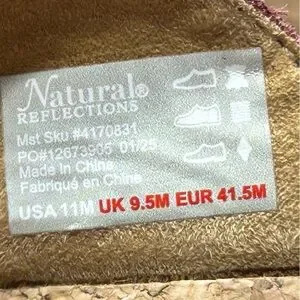 Natural®
REFLECTIONS
Mst Sku #4170831
PO#12673905 01/25
Made In China
Fabriqué en Chine
USA 11M UK 9.5M EUR 41.5M